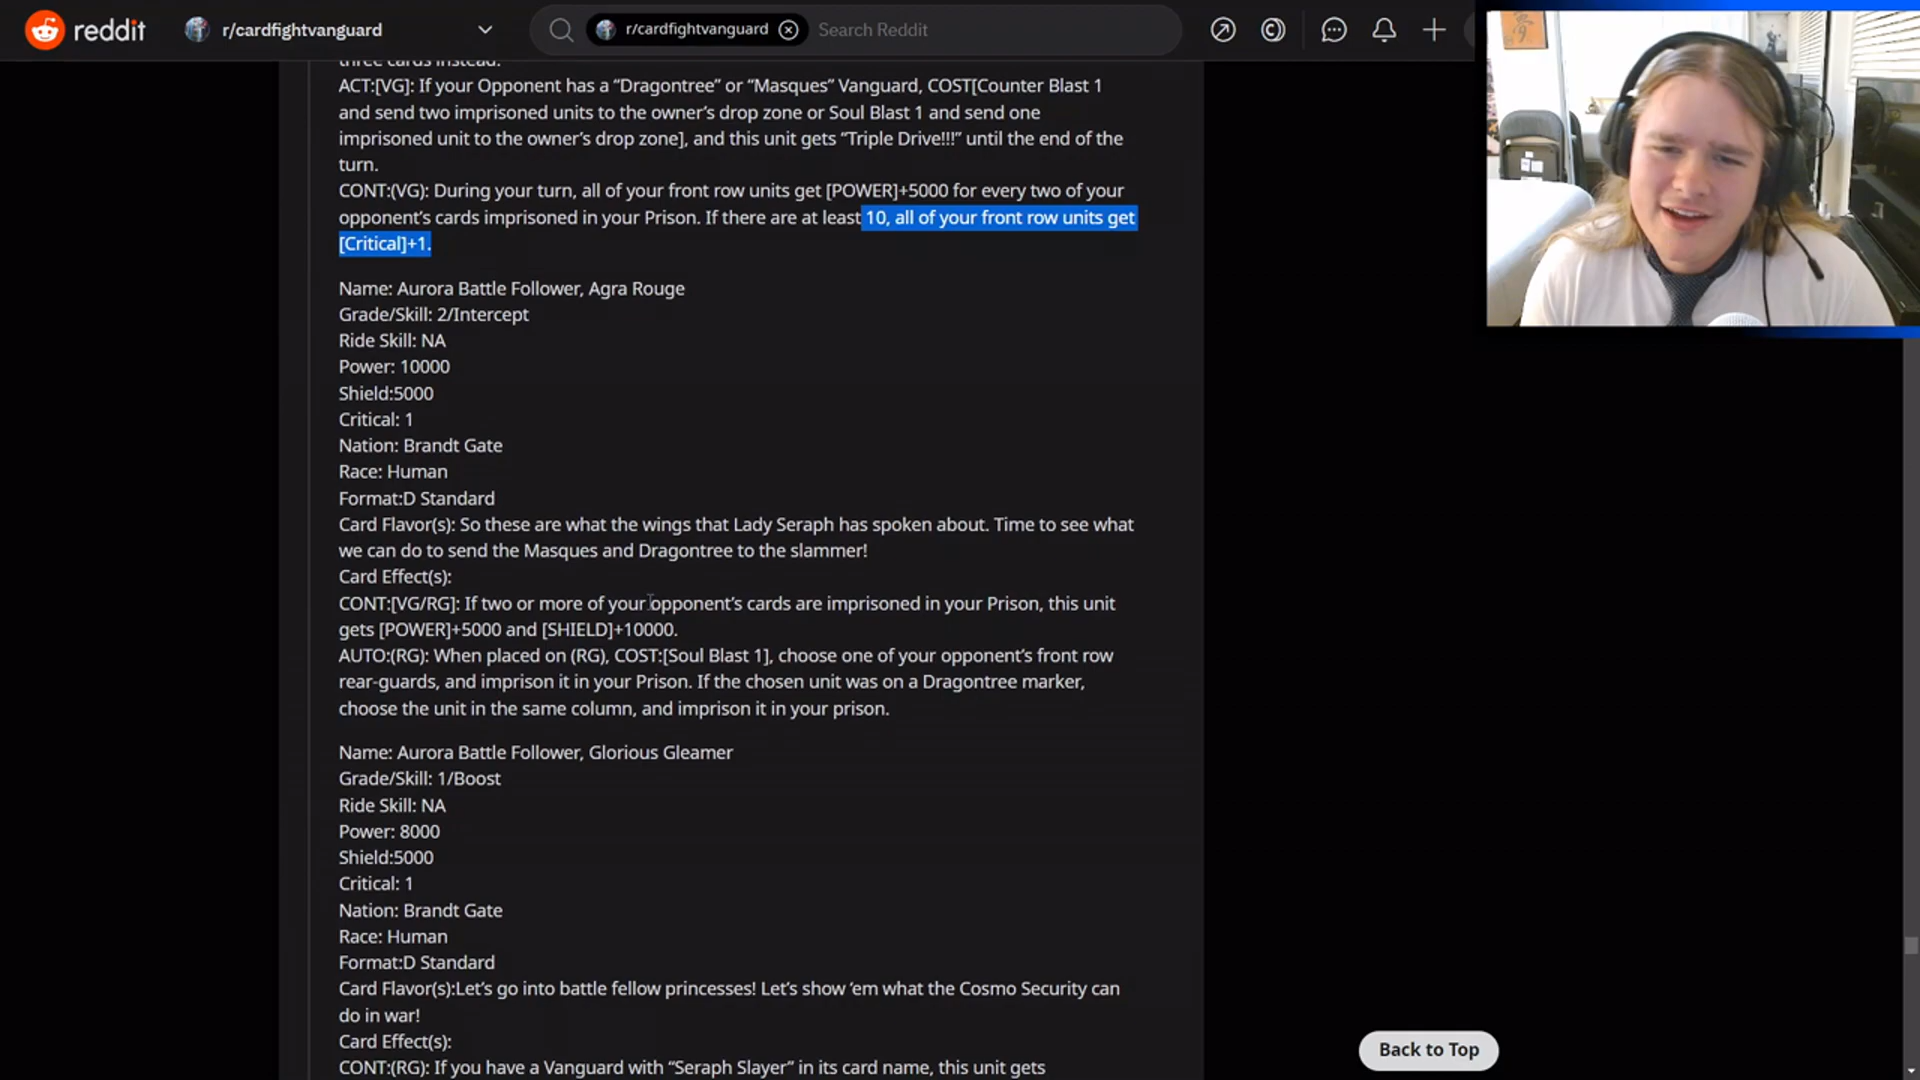 reddit
r/cardfightvanguard
r/cardfightvanguard
Search Reddit
three cards instead.
ACT:[VG]: If your Opponent has a “Dragontree” or “Masques” Vanguard, COST[Counter Blast 1
and send two imprisoned units to the owner’s drop zone or Soul Blast 1 and send one
imprisoned unit to the owner’s drop zone], and this unit gets “Triple Drive!!!” until the end of the
turn.
CONT:(VG): During your turn, all of your front row units get [POWER]+5000 for every two of your
opponent’s cards imprisoned in your Prison. If there are at least 10, all of your front row units get
[Critical]+1.
Name: Aurora Battle Follower, Agra Rouge
Grade/Skill: 2/Intercept
Ride Skill: NA
Power: 10000
Shield:5000
Critical: 1
Nation: Brandt Gate
Race: Human
Format:D Standard
Card Flavor(s): So these are what the wings that Lady Seraph has spoken about. Time to see what
we can do to send the Masques and Dragontree to the slammer!
Card Effect(s):
CONT:[VG/RG]: If two or more of your opponent’s cards are imprisoned in your Prison, this unit
gets [POWER]+5000 and [SHIELD]+10000.
AUTO:(RG): When placed on (RG), COST:[Soul Blast 1], choose one of your opponent’s front row
rear-guards, and imprison it in your Prison. If the chosen unit was on a Dragontree marker,
choose the unit in the same column, and imprison it in your prison.
Name: Aurora Battle Follower, Glorious Gleamer
Grade/Skill: 1/Boost
Ride Skill: NA
Power: 8000
Shield:5000
Critical: 1
Nation: Brandt Gate
Race: Human
Format:D Standard
Card Flavor(s):Let’s go into battle fellow princesses! Let’s show ‘em what the Cosmo Security can
do in war!
Card Effect(s):
CONT:(RG): If you have a Vanguard with “Seraph Slayer” in its card name, this unit gets
Back to Top